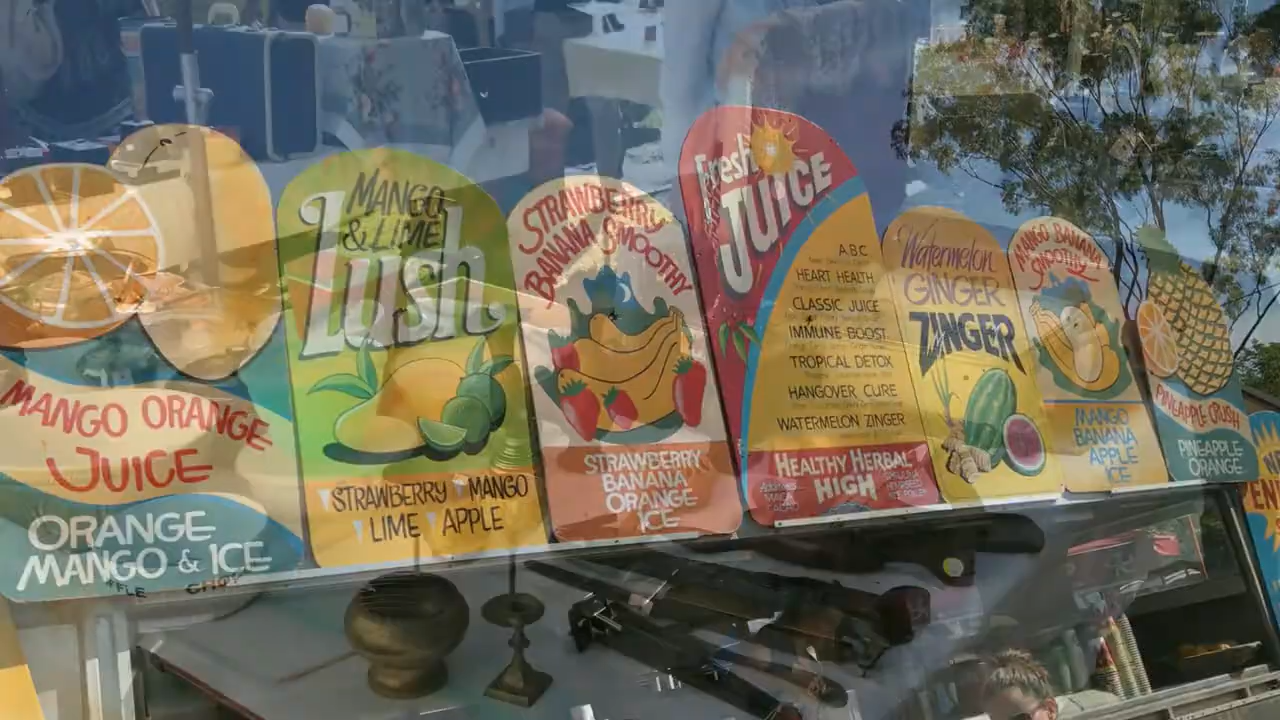 MANGO ORANGE
JUICE
ORANGE
MANGO & ICE
MANGO
& LIME
Lush
STRAWBERRY MANGO
LIME APPLE
STRAWBERRY
BANANA SMOOTHY
STRAWBERRY
BANANA
ORANGE
ICE
Fresh
JUICE
A.B.C
HEART HEALTH
CLASSIC JUICE
IMMUNE BOOST
TROPICAL DETOX
HANGOVER CURE
WATERMELON ZINGER
HEALTHY HERBAL
HIGH
Watermelon
GINGER
ZINGER
MANGO BANANA
SMOOTHY
MANGO
BANANA
APPLE
ICE
PINEAPPLE CRUSH
PINEAPPLE
ORANGE